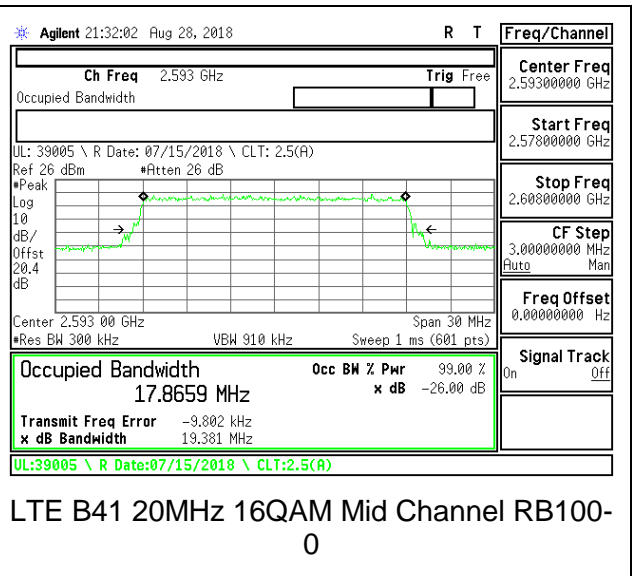 Agilent 21:32:02 Aug 28, 2018 R T
Freq/Channel
Ch Freq 2.593 GHz Trig Free
Occupied Bandwidth
Center Freq
2.59300000 GHz
Start Freq
2.57800000 GHz
UL: 39005 \ R Date: 07/15/2018 \ CLT: 2.5(A)
Ref 26 dBm #Atten 26 dB
#Peak
Log
10
dB/
Offst
20.4
dB
Stop Freq
2.60800000 GHz
CF Step
3.00000000 MHz
Auto Man
Freq Offset
0.00000000 Hz
Center 2.593 00 GHz Span 30 MHz
#Res BW 300 kHz VBW 910 kHz Sweep 1 ms (601 pts)
Signal Track
On Off
Occupied Bandwidth Occ BW % Pwr 99.00 %
17.8659 MHz x dB -26.00 dB
Transmit Freq Error -9.802 kHz
x dB Bandwidth 19.381 MHz
UL:39005 \ R Date:07/15/2018 \ CLT:2.5(A)
LTE B41 20MHz 16QAM Mid Channel RB100-
0